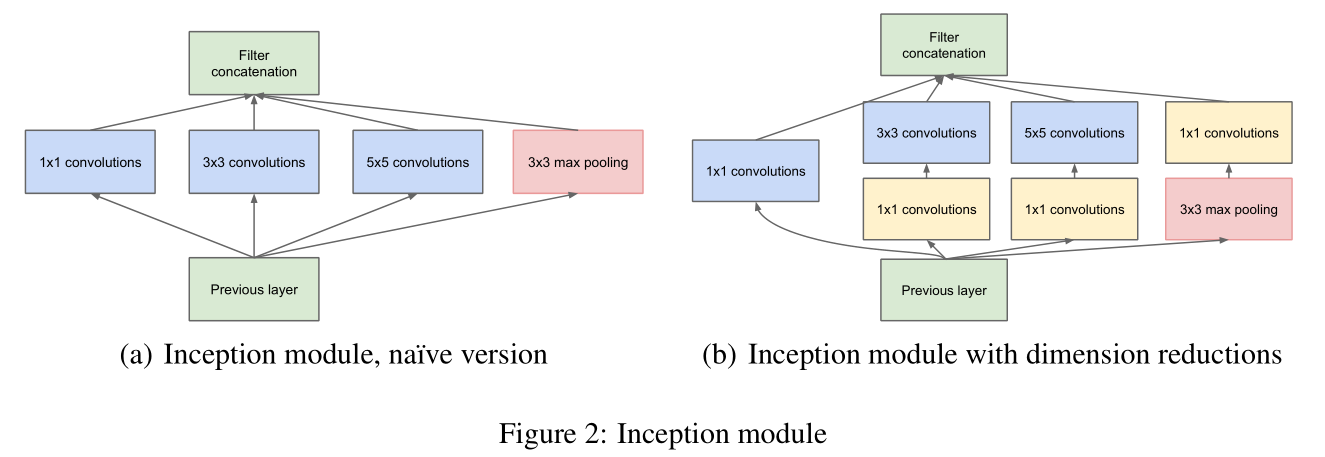 Filter
concatenation
1x1 convolutions
3x3 convolutions
5x5 convolutions
3x3 max pooling
Previous layer
(a) Inception module, naïve version
Filter
concatenation
1x1 convolutions
3x3 convolutions
5x5 convolutions
1x1 convolutions
1x1 convolutions
1x1 convolutions
3x3 max pooling
Previous layer
(b) Inception module with dimension reductions
Figure 2: Inception module